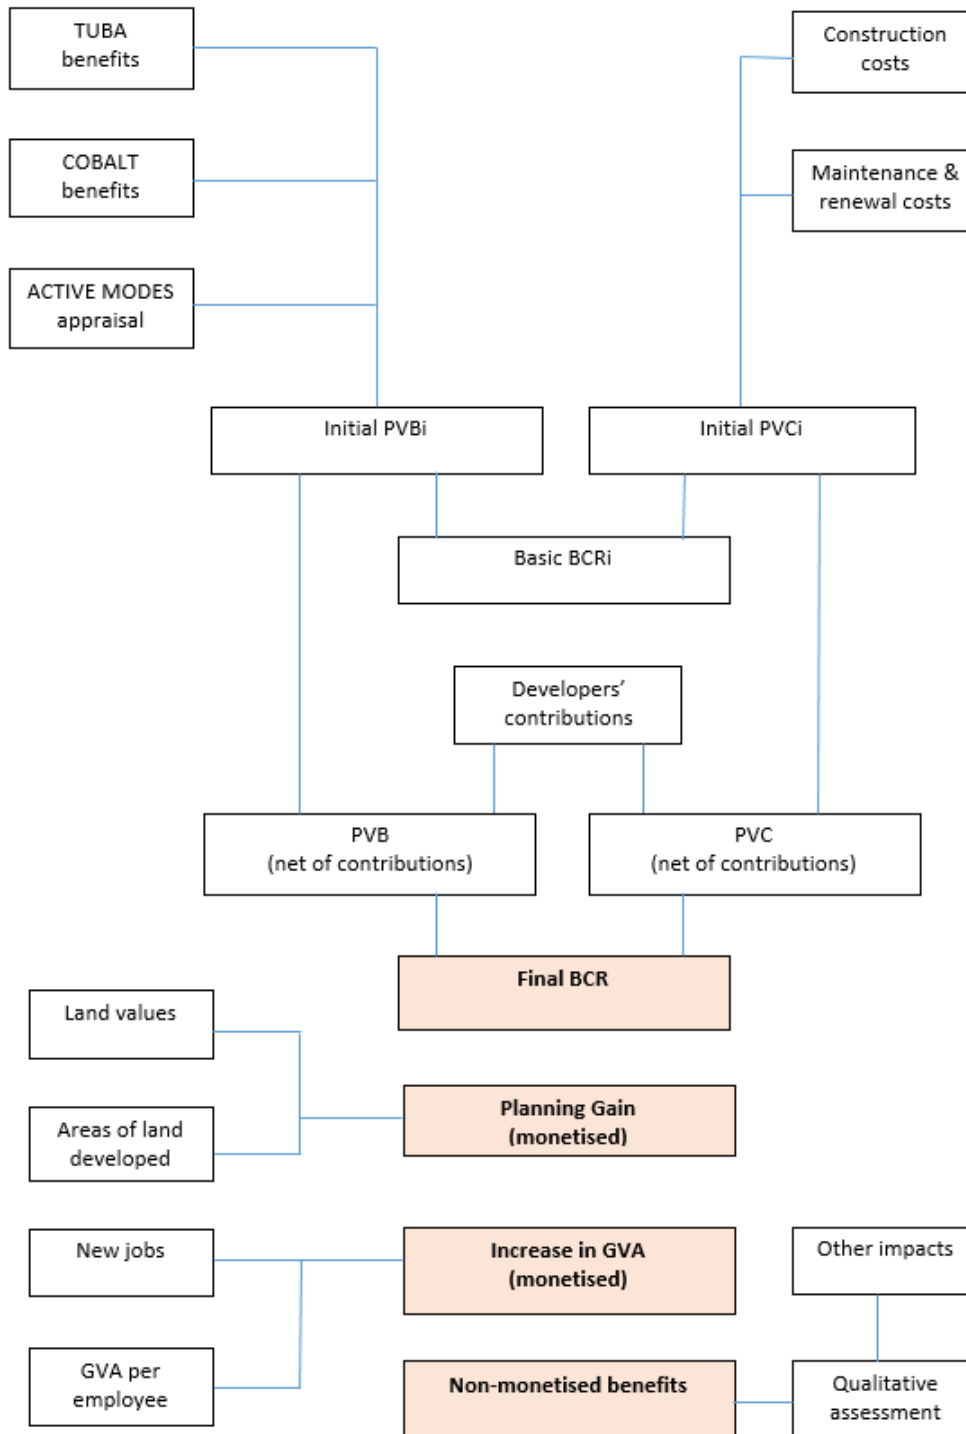 TUBA
benefits
Construction
costs
COBALT
benefits
Maintenance &
renewal costs
ACTIVE MODES
appraisal
Initial PVBi
Initial PVCi
Basic BCRi
Developers’
contributions
PVB
(net of contributions)
PVC
(net of contributions)
Final BCR
Land values
Planning Gain
(monetised)
Areas of land
developed
New jobs
Increase in GVA
(monetised)
Other impacts
GVA per
employee
Non-monetised benefits
Qualitative
assessment